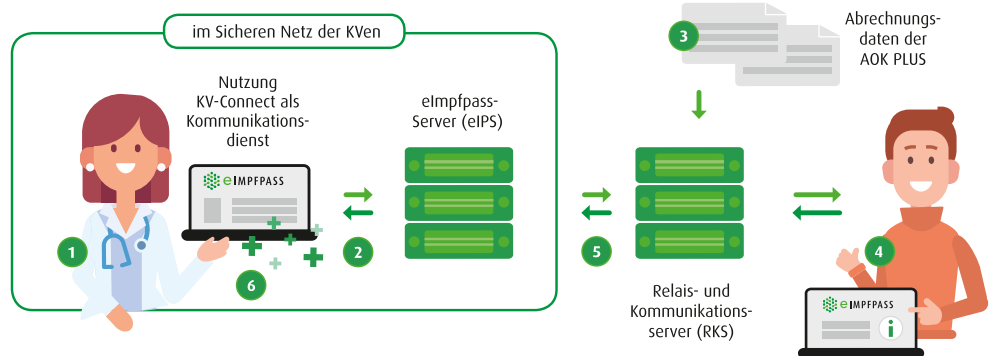 im Sicheren Netz der KVen
Nutzung
KV-Connect als
Kommunikations-
dienst
eIMPFPASS
1
6
2
eImpfpass-
Server (eIPS)
3
Abrechnungs-
daten der
AOK PLUS
5
Relais- und
Kommunikations-
server (RKS)
4
eIMPFPASS
i